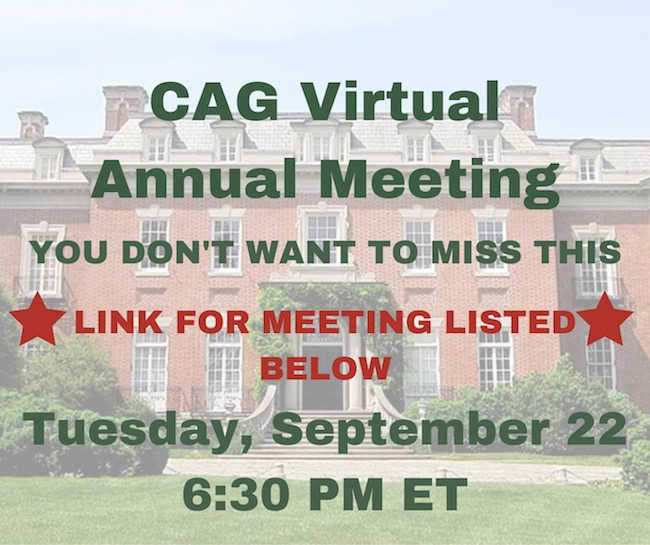 CAG Virtual
Annual Meeting
YOU DON'T WANT TO MISS THIS
LINK FOR MEETING LISTED
BELOW
Tuesday, September 22
6:30 PM ET